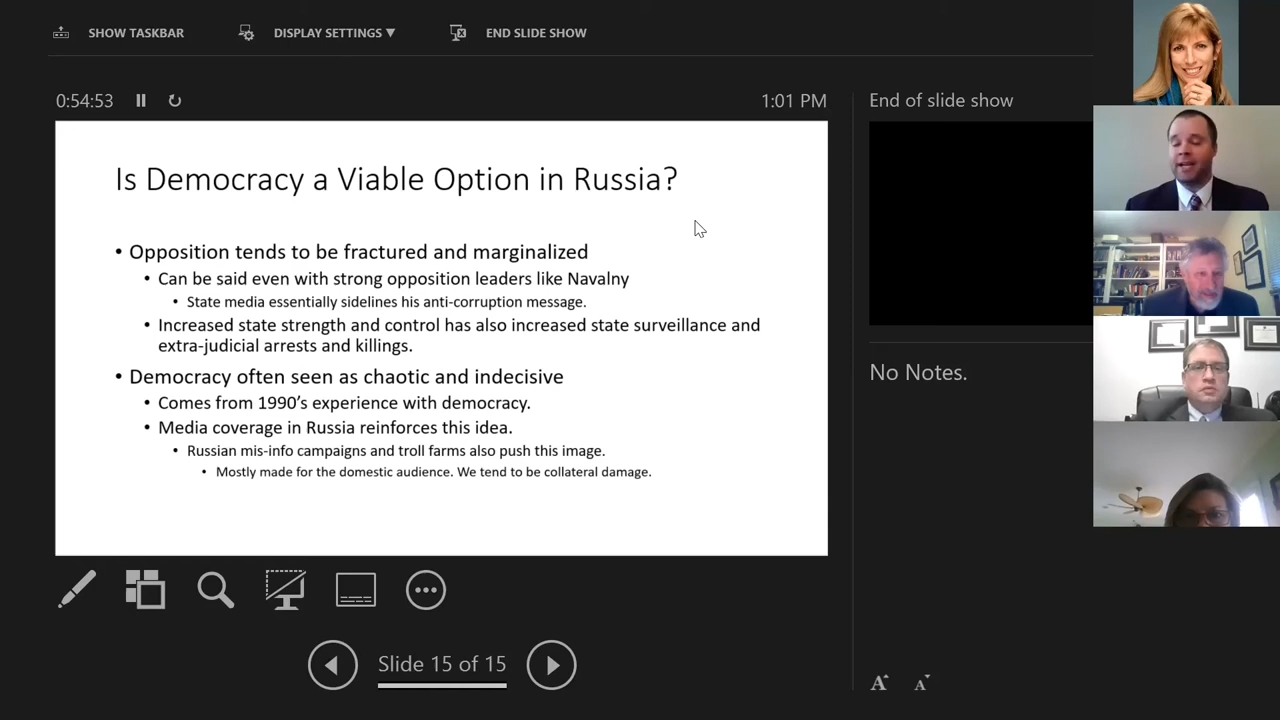 SHOW TASKBAR
DISPLAY SETTINGS ▼
END SLIDE SHOW
0:54:53
1:01 PM
End of slide show
Is Democracy a Viable Option in Russia?
• Opposition tends to be fractured and marginalized
• Can be said even with strong opposition leaders like Navalny
• State media essentially sidelines his anti-corruption message.
• Increased state strength and control has also increased state surveillance and
extra-judicial arrests and killings.
• Democracy often seen as chaotic and indecisive
• Comes from 1990's experience with democracy.
• Media coverage in Russia reinforces this idea.
• Russian mis-info campaigns and troll farms also push this image.
• Mostly made for the domestic audience. We tend to be collateral damage.
No Notes.
Slide 15 of 15
A A